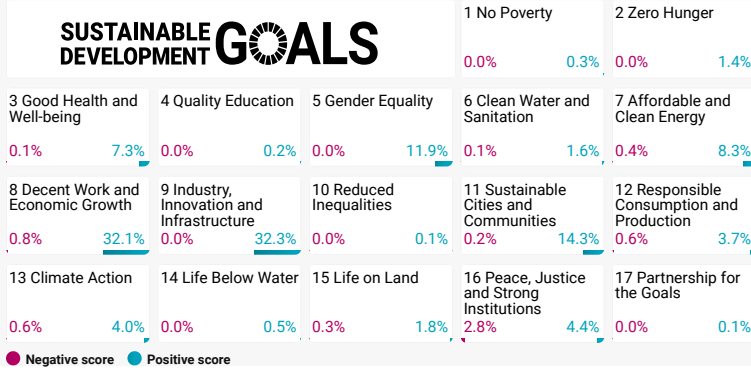 SUSTAINABLE
DEVELOPMENT
GOALS
1 No Poverty
0.0% 0.3%
2 Zero Hunger
0.0% 1.4%
3 Good Health and
Well-being
0.1% 7.3%
4 Quality Education
0.0% 0.2%
5 Gender Equality
0.0% 11.9%
6 Clean Water and
Sanitation
0.1% 1.6%
7 Affordable and
Clean Energy
0.4% 8.3%
8 Decent Work and
Economic Growth
0.8% 32.1%
9 Industry,
Innovation and
Infrastructure
0.0% 32.3%
10 Reduced
Inequalities
0.0% 0.1%
11 Sustainable
Cities and
Communities
0.2% 14.3%
12 Responsible
Consumption and
Production
0.6% 3.7%
13 Climate Action
0.6% 4.0%
14 Life Below Water
0.0% 0.5%
15 Life on Land
0.3% 1.8%
16 Peace, Justice
and Strong
Institutions
2.8% 4.4%
17 Partnership for
the Goals
0.0% 0.1%
Negative score Positive score